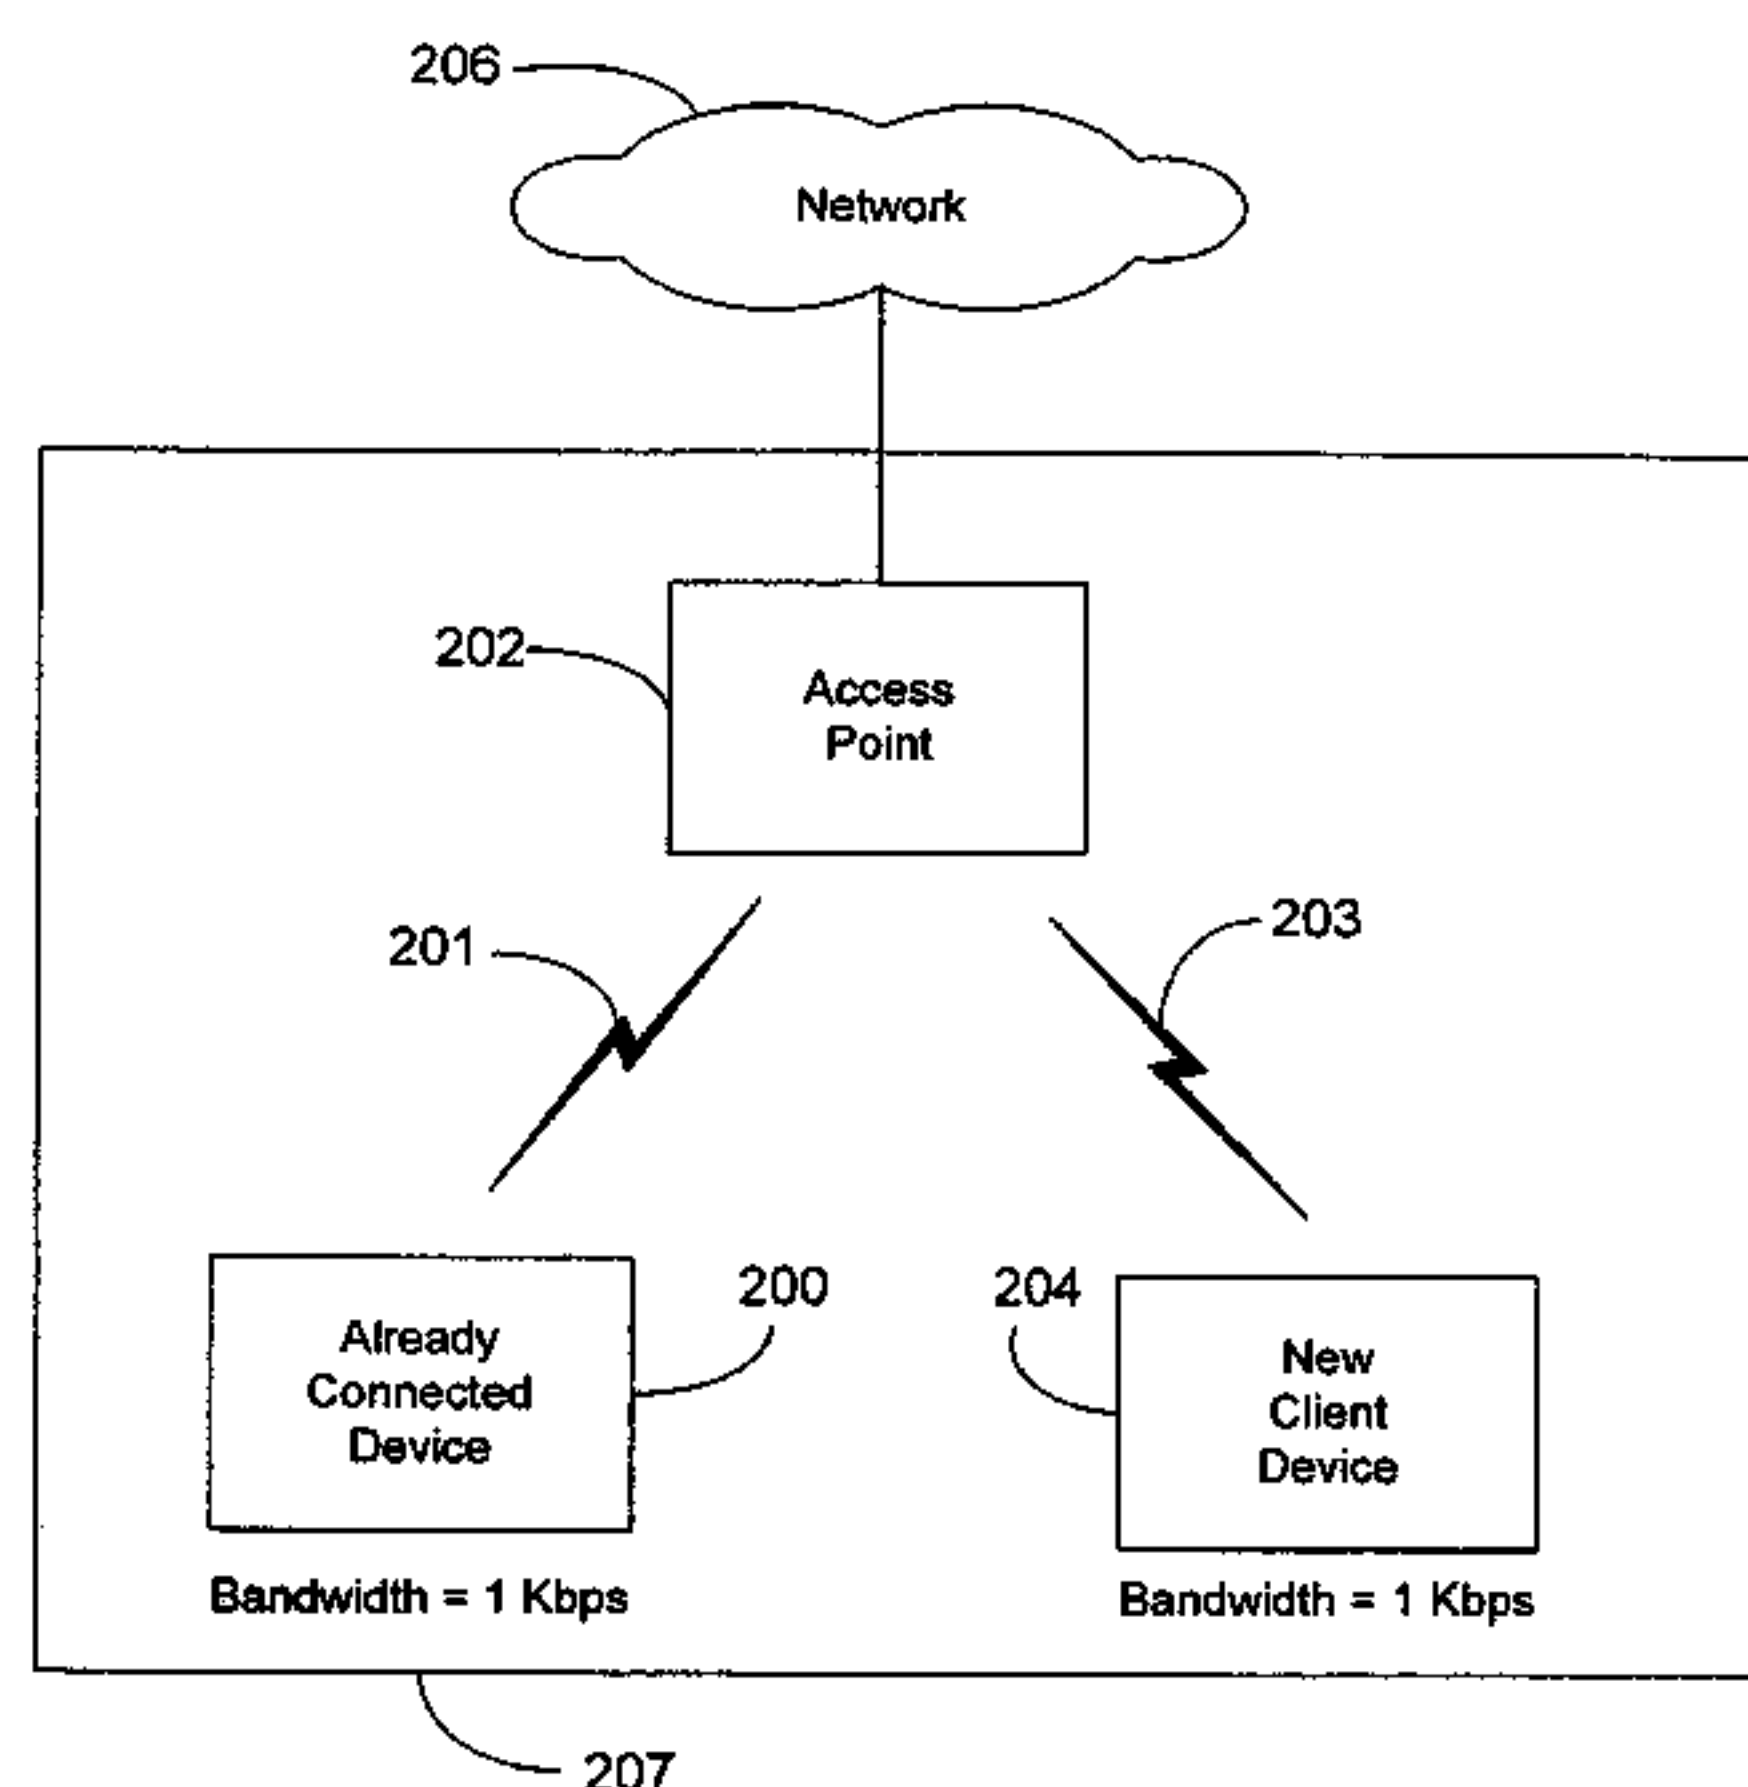 206
Network
202
Access
Point
201
203
200
204
Already
Connected
Device
New
Client
Device
Bandwidth = 1 Kbps
Bandwidth = 1 Kbps
207